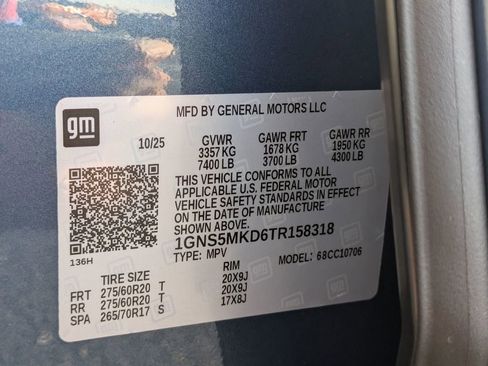 MFD BY GENERAL MOTORS LLC
gm
10/25 GVWR GAWR FRT GAWR RR
3357 KG 1678 KG 1950 KG
7400 LB 3700 LB 4300 LB
THIS VEHICLE CONFORMS TO ALL
APPLICABLE U.S. FEDERAL MOTOR
VEHICLE SAFETY STANDARDS IN EFFECT
ON THE DATE OF MANUFACTURE SHOWN ABOVE.
1GNS5MKD6TR158318
136H
TYPE: MPV MODEL: 68CC10706
TIRE SIZE RIM
FRT 275/60R20 T 20X9J
RR 275/60R20 T 20X9J
SPA 265/70R17 S 17X8J